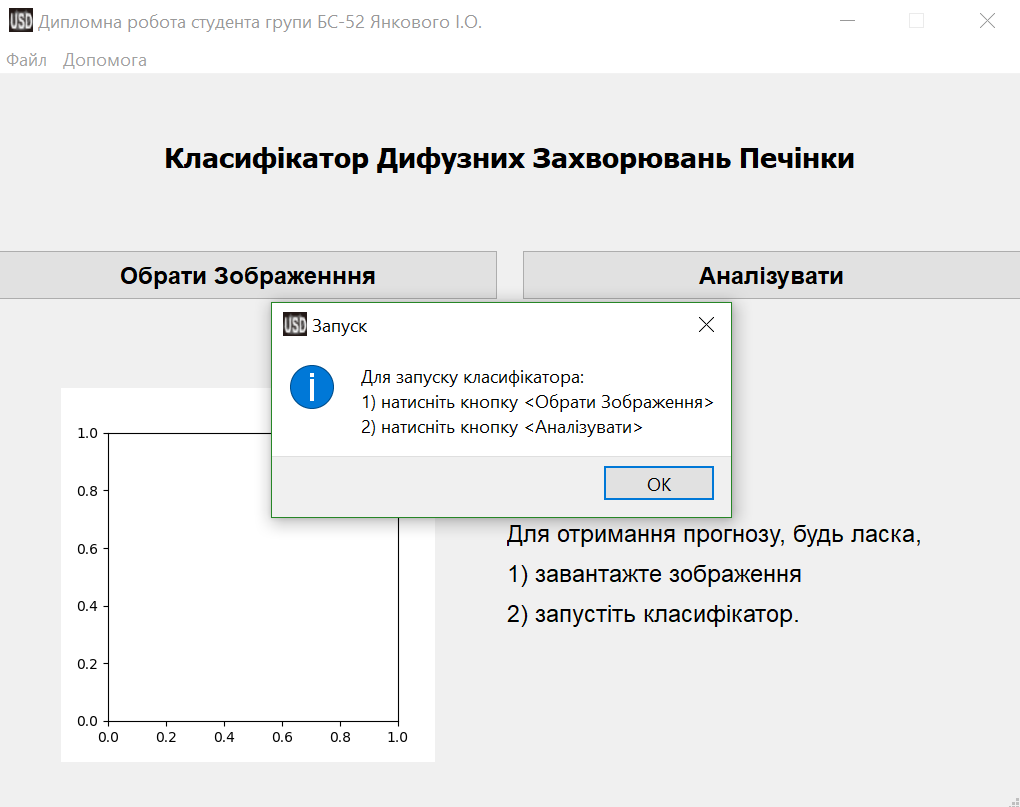 USD Дипломна робота студента групи БС-52 Янкового І.О.
Файл Допомога
Класифікатор Дифузних Захворювань Печінки
Обрати Зображенння
Аналізувати
USD Запуск
Для запуску класифікатора:
1) натисніть кнопку <Обрати Зображення>
2) натисніть кнопку <Аналізувати>
OK
1.0
0.8
0.6
0.4
0.2
0.0
0.0 0.2 0.4 0.6 0.8 1.0
Для отримання прогнозу, будь ласка,
1) завантажте зображення
2) запустіть класифікатор.